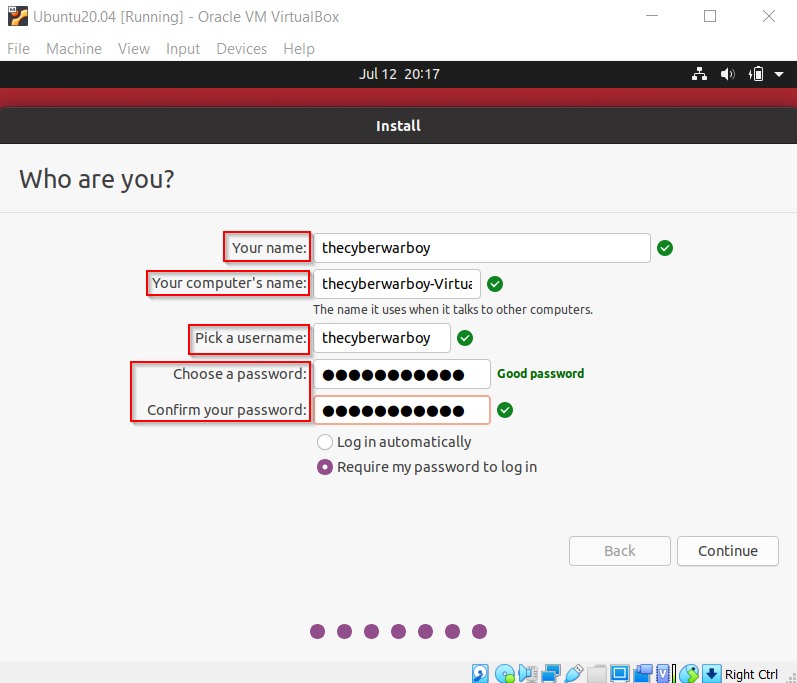 Ubuntu20.04 [Running] - Oracle VM VirtualBox
File Machine View Input Devices Help
Jul 12 20:17
Install
Who are you?
Your name: thecyberwarboy
Your computer's name: thecyberwarboy-Virtua
The name it uses when it talks to other computers.
Pick a username: thecyberwarboy
Choose a password: ●●●●●●●●●●● Good password
Confirm your password: ●●●●●●●●●●●
Log in automatically
Require my password to log in
Back Continue
Right Ctrl